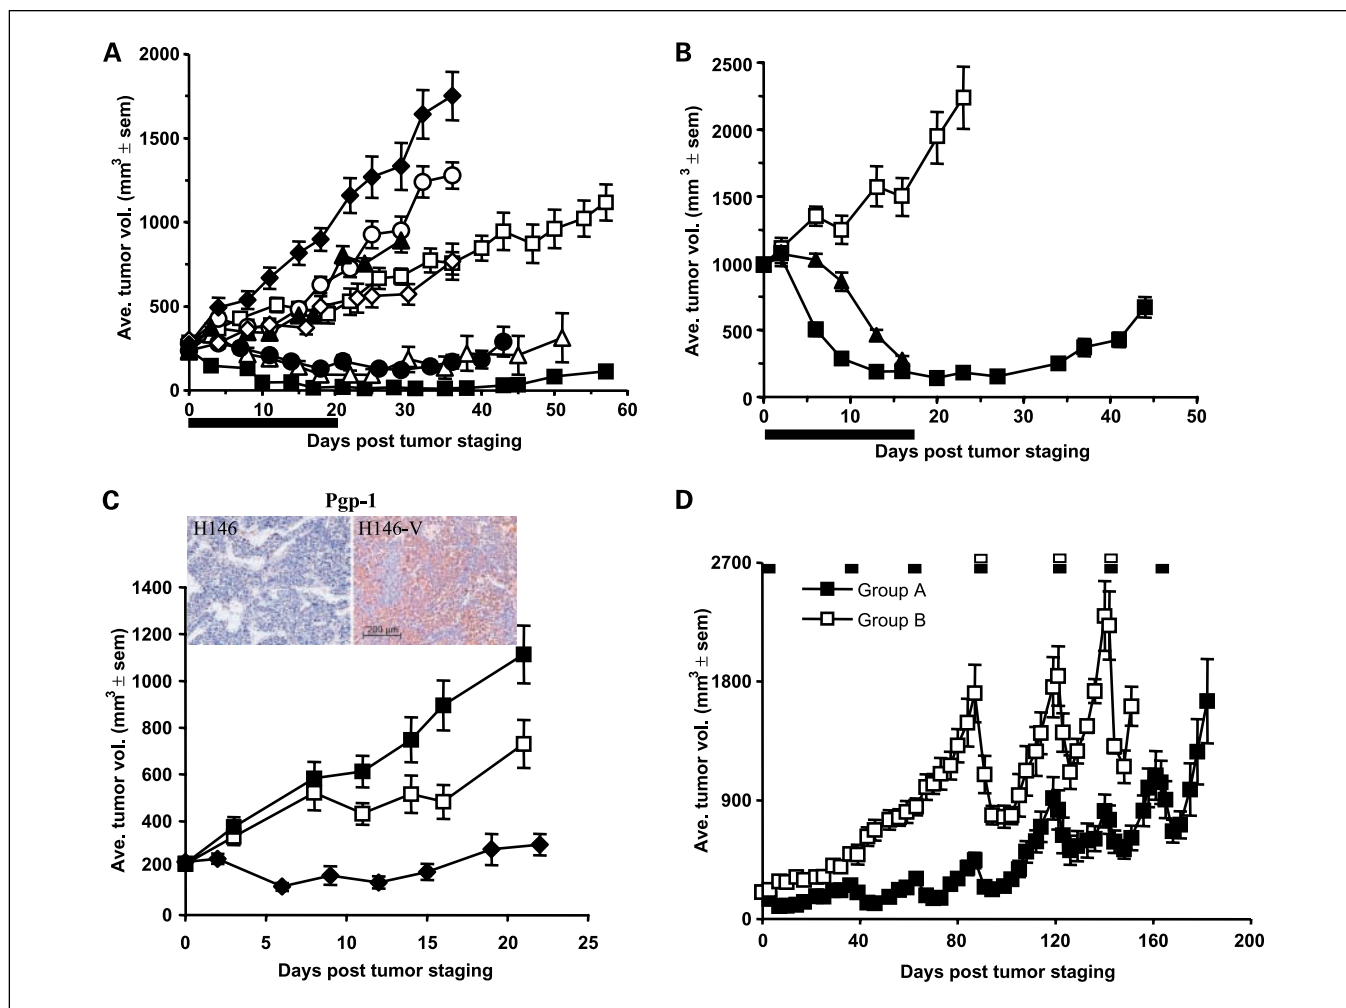 A
2000
1500
1000
500
0
Ave. tumor vol. (mm3 ± sem)
0 10 20 30 40 50 60
Days post tumor staging
B
2500
2000
1500
1000
500
0
Ave. tumor vol. (mm3 ± sem)
0 10 20 30 40 50
Days post tumor staging
C
Pgp-1
H146 H146-V
200 µm
1400
1200
1000
800
600
400
200
0
Ave. tumor vol. (mm3 ± sem)
0 5 10 15 20 25
Days post tumor staging
D
2700
1800
900
0
Group A
Group B
Ave. tumor vol. (mm3 ± sem)
0 40 80 120 160 200
Days post tumor staging